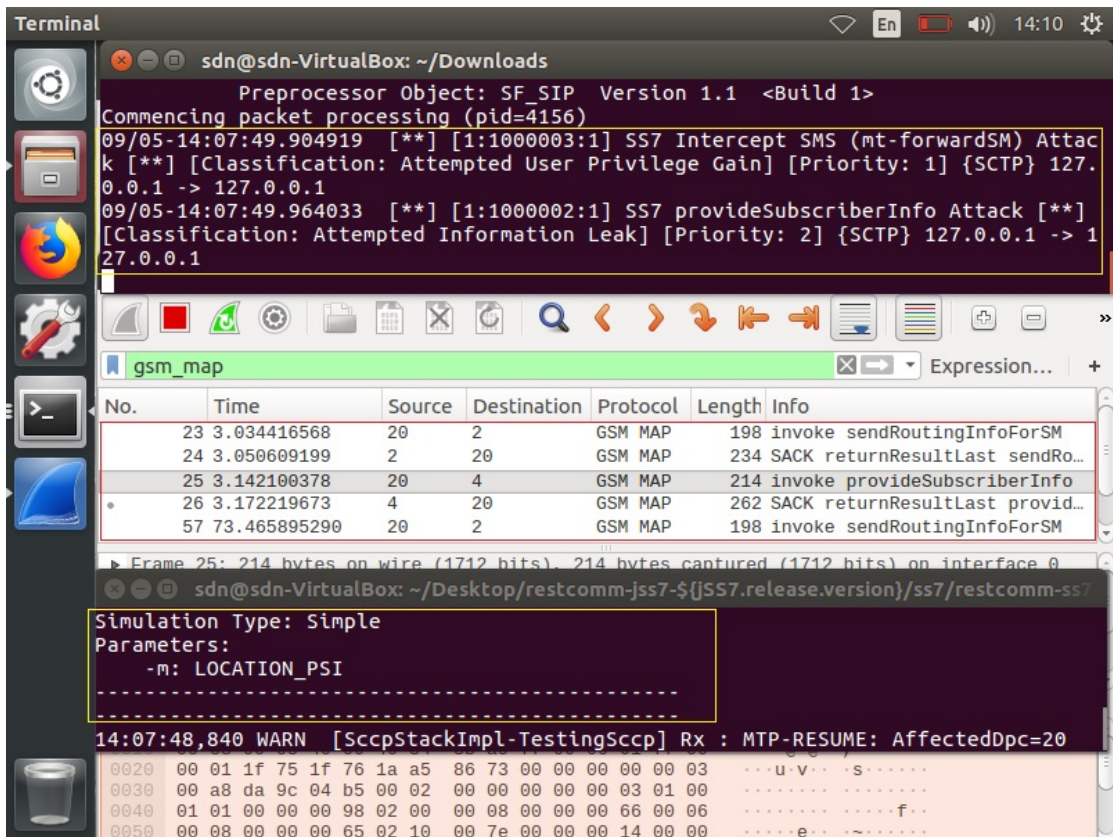 Terminal
En
14:10
sdn@sdn-VirtualBox: ~/Downloads
Preprocessor Object: SF_SIP Version 1.1 <Build 1>
Commencing packet processing (pid=4156)
09/05-14:07:49.904919 [**] [1:1000003:1] SS7 Intercept SMS (mt-forwardSM) Attac
k [**] [Classification: Attempted User Privilege Gain] [Priority: 1] {SCTP} 127.
0.0.1 -> 127.0.0.1
09/05-14:07:49.964033 [**] [1:1000002:1] SS7 provideSubscriberInfo Attack [**]
[Classification: Attempted Information Leak] [Priority: 2] {SCTP} 127.0.0.1 -> 1
27.0.0.1
gsm_map
Expression... +
No. Time Source Destination Protocol Length Info
23 3.034416568 20 2 GSM MAP 198 invoke sendRoutingInfoForSM
24 3.050609199 2 20 GSM MAP 234 SACK returnResultLast sendRo…
25 3.142100378 20 4 GSM MAP 214 invoke provideSubscriberInfo
26 3.172219673 4 20 GSM MAP 262 SACK returnResultLast provid…
57 73.465895290 20 2 GSM MAP 198 invoke sendRoutingInfoForSM
Frame 25: 214 bytes on wire (1712 bits), 214 bytes captured (1712 bits) on interface 0
sdn@sdn-VirtualBox: ~/Desktop/restcomm-jss7-${jSS7.release.version}/ss7/restcomm-ss7
Simulation Type: Simple
Parameters:
-m: LOCATION_PSI
------------------------------------------------
------------------------------------------------
14:07:48,840 WARN [SccpStackImpl-TestingSccp] Rx : MTP-RESUME: AffectedDpc=20
0020 00 01 1f 75 1f 76 1a a5 86 73 00 00 00 00 00 03 ···u·v·· ·s······
0030 00 a8 da 9c 04 b5 00 02 00 00 00 00 00 03 01 00 ········ ········
0040 01 01 00 00 00 98 02 00 00 08 00 00 00 66 00 06 ········ ·····f··
0050 00 08 00 00 00 65 02 10 00 7e 00 00 00 14 00 00 ·····e·· ·~······